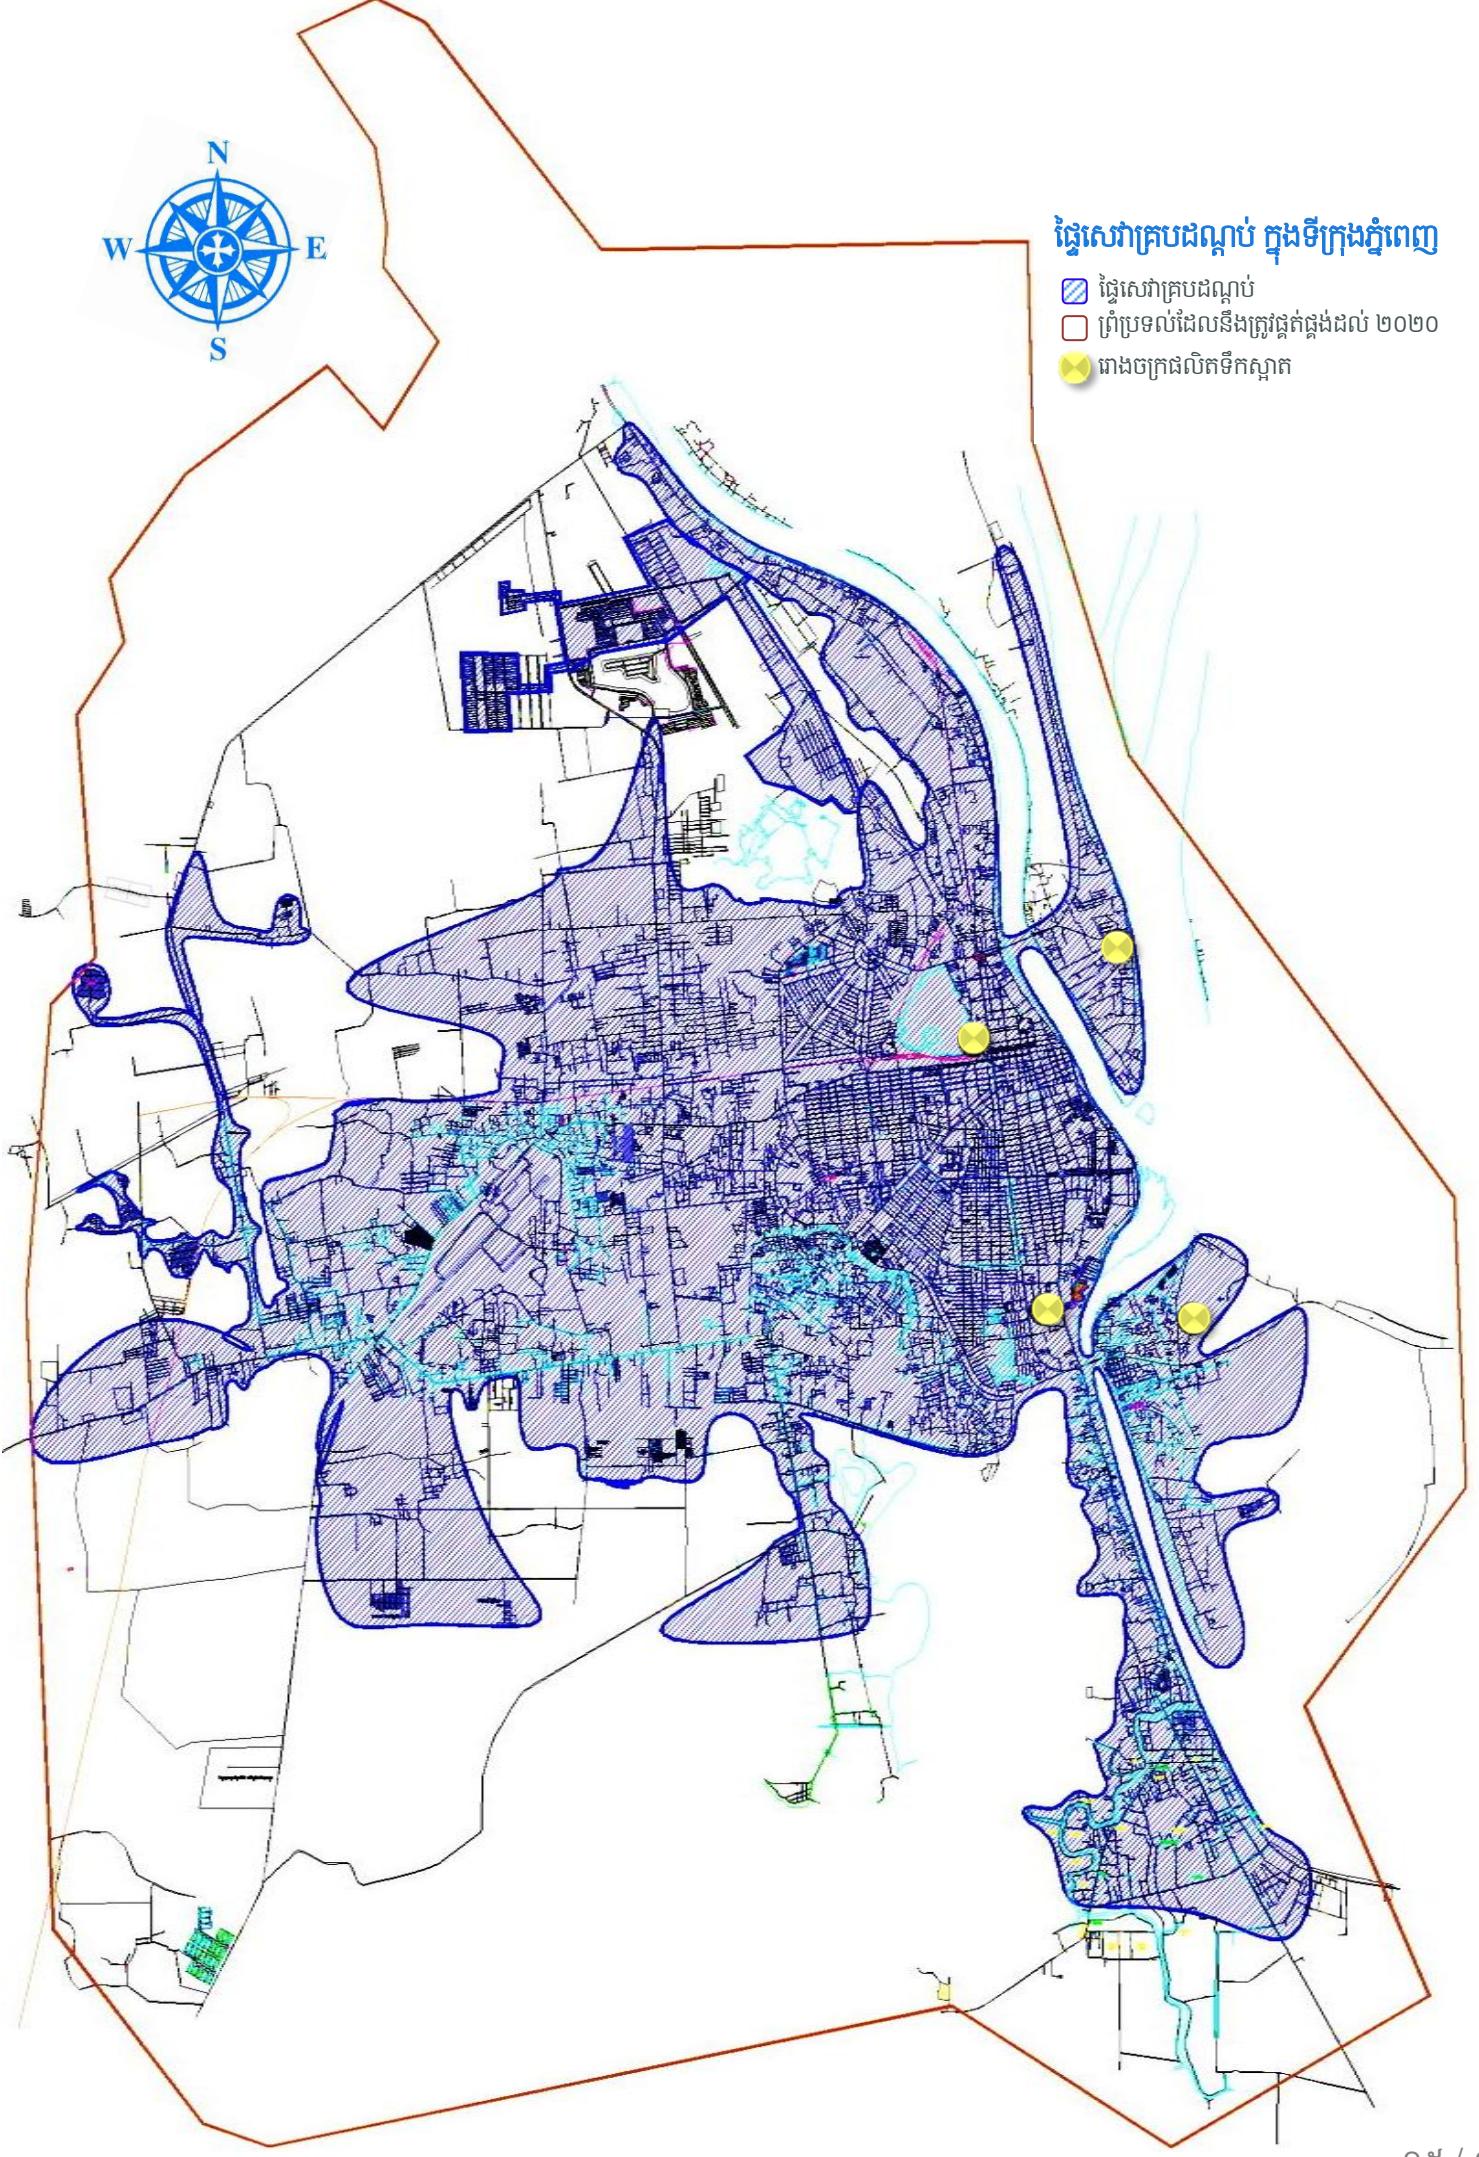 N
W
E
S
ផ្ទៃសេវាគ្របដណ្តប់ ក្នុងទីក្រុងភ្នំពេញ
ផ្ទៃសេវាគ្របដណ្តប់
ព្រំប្រទល់ដែលនឹងត្រូវផ្គត់ផ្គង់ដល់ ២០២០
រោងចក្រផលិតទឹកស្អាត